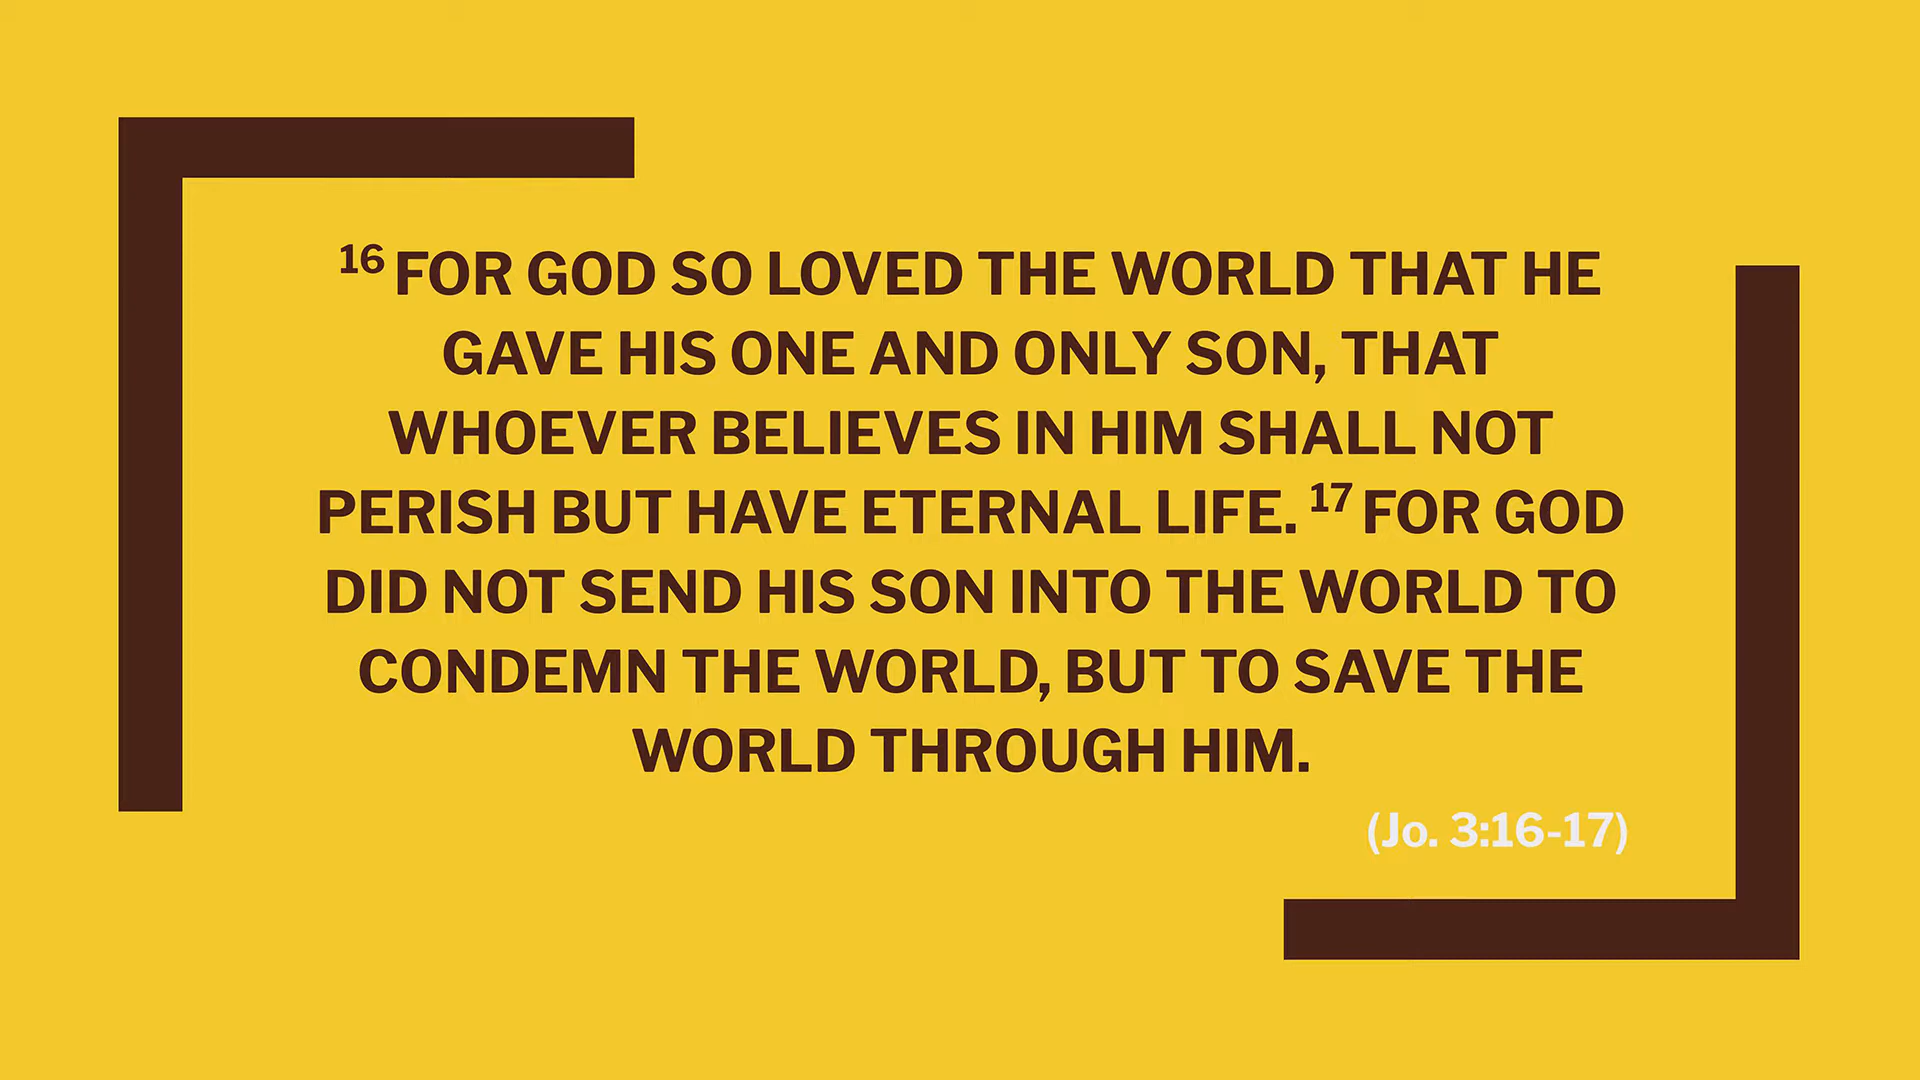 16 FOR GOD SO LOVED THE WORLD THAT HE
GAVE HIS ONE AND ONLY SON, THAT
WHOEVER BELIEVES IN HIM SHALL NOT
PERISH BUT HAVE ETERNAL LIFE. 17 FOR GOD
DID NOT SEND HIS SON INTO THE WORLD TO
CONDEMN THE WORLD, BUT TO SAVE THE
WORLD THROUGH HIM.
(Jo. 3:16-17)